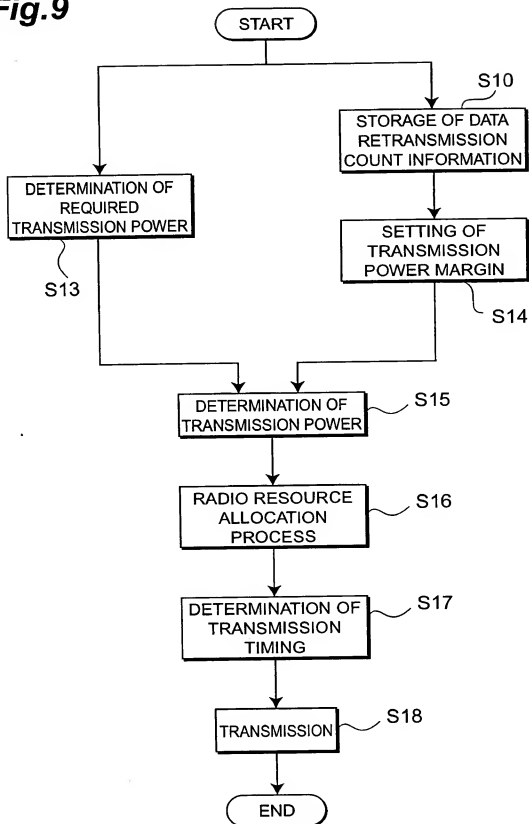 Fig.9
START
S10
STORAGE OF DATA
RETRANSMISSION
COUNT INFORMATION
DETERMINATION OF
REQUIRED
TRANSMISSION POWER
S13
SETTING OF
TRANSMISSION
POWER MARGIN
S14
DETERMINATION OF
TRANSMISSION POWER
S15
RADIO RESOURCE
ALLOCATION
PROCESS
S16
DETERMINATION OF
TRANSMISSION
TIMING
S17
TRANSMISSION
S18
END